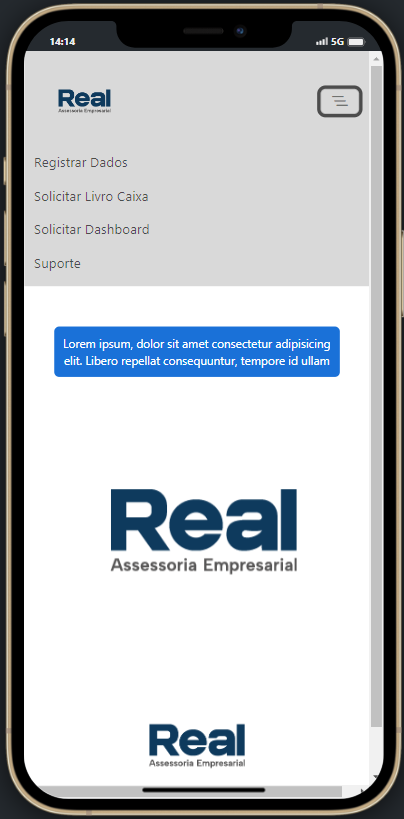 14:14
5G
Real
Assessoria Empresarial
Registrar Dados
Solicitar Livro Caixa
Solicitar Dashboard
Suporte
Lorem ipsum, dolor sit amet consectetur adipisicing
elit. Libero repellat consequuntur, tempore id ullam
Real
Assessoria Empresarial
Real
Assessoria Empresarial